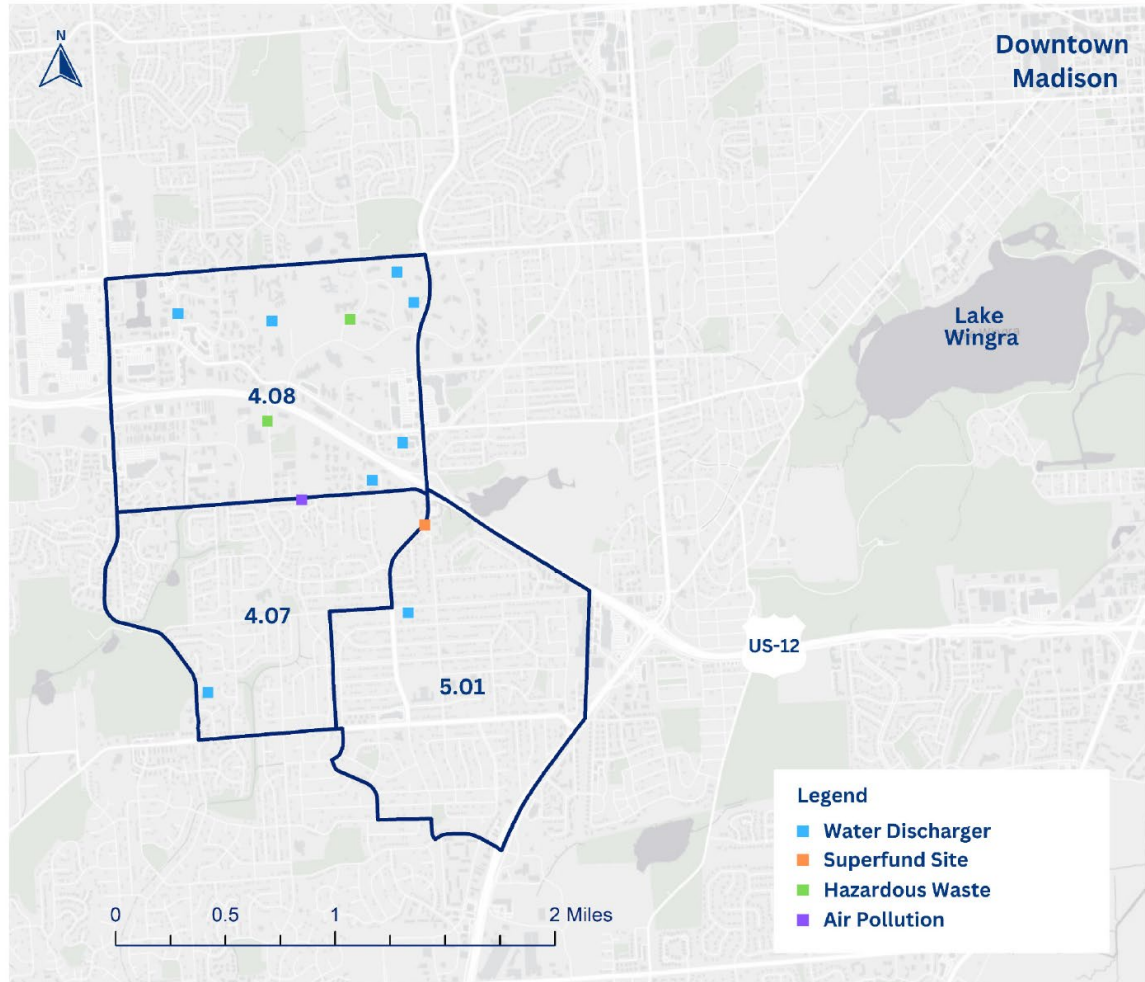 N
Downtown
Madison
Lake
Wingra
4.08
4.07
5.01
US-12
Legend
Water Discharger
Superfund Site
Hazardous Waste
Air Pollution
0 0.5 1 2 Miles